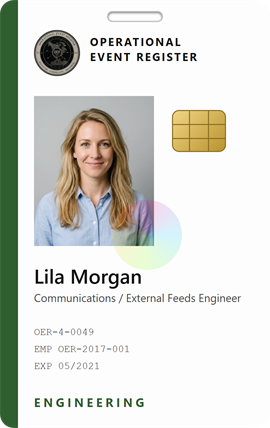 OPERATIONAL
EVENT REGISTER
Lila Morgan
Communications / External Feeds Engineer
OER-4-0049
EMP OER-2017-001
EXP 05/2021
ENGINEERING